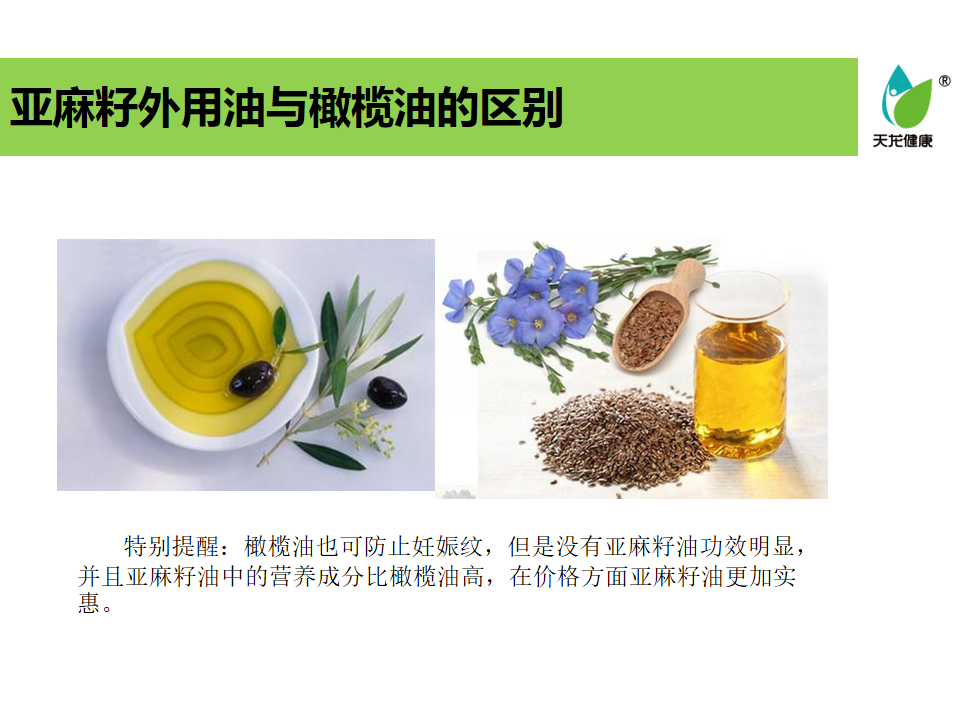 亚麻籽外用油与橄榄油的区别
®
天龙健康
特别提醒：橄榄油也可防止妊娠纹，但是没有亚麻籽油功效明显，
并且亚麻籽油中的营养成分比橄榄油高，在价格方面亚麻籽油更加实
惠。